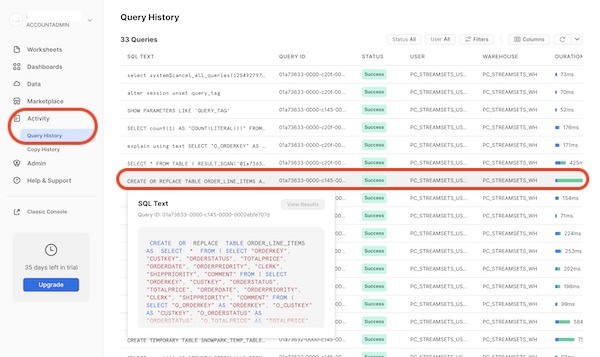 ACCOUNTADMIN
Worksheets
Dashboards
Data
Marketplace
Activity
Query History
Copy History
Admin
Help & Support
Classic Console
35 days left in trial
Upgrade
Query History
33 Queries
Status All
User All
Filters
Columns
SQL TEXT QUERY ID STATUS USER WAREHOUSE DURATION
select system$cancel_all_queries(125492797... 01a73633-0000-c20f-00... Success PC_STREAMSETS_US... PC_STREAMSETS_WH 73ms
alter session unset query_tag 01a73633-0000-c20f-00... Success PC_STREAMSETS_US... PC_STREAMSETS_WH 70ms
SHOW PARAMETERS LIKE 'QUERY_TAG' 01a73633-0000-c145-00... Success PC_STREAMSETS_US... PC_STREAMSETS_WH 52ms
SELECT count(1) AS "COUNT(LITERAL())" FROM... 01a73633-0000-c20f-00... Success PC_STREAMSETS_US... PC_STREAMSETS_WH 176ms
explain using text SELECT "O_ORDERKEY" AS ... 01a73633-0000-c20f-00... Success PC_STREAMSETS_US... PC_STREAMSETS_WH 171ms
SELECT * FROM TABLE ( RESULT_SCAN('01a7363... 01a73633-0000-c20f-00... Success PC_STREAMSETS_US... PC_STREAMSETS_WH 425m
CREATE OR REPLACE TABLE ORDER_LINE_ITEMS A... 01a73633-0000-c145-00... Success PC_STREAMSETS_US... PC_STREAMSETS_WH
SQL Text
View Results
Query ID: 01a73633-0000-c145-0000-
CREATE OR REPLACE TABLE ORDER_LINE_ITEMS
AS SELECT * FROM ( SELECT "ORDERKEY",
"CUSTKEY", "ORDERSTATUS", "TOTALPRICE",
"ORDERDATE", "ORDERPRIORITY", "CLERK",
"SHIPPRIORITY", "COMMENT" FROM ( SELECT
"ORDERKEY", "CUSTKEY", "ORDERSTATUS",
"TOTALPRICE", "ORDERDATE", "ORDERPRIORITY",
"CLERK", "SHIPPRIORITY", "COMMENT" FROM (
SELECT "O_ORDERKEY" AS "ORDERKEY", "O_CUSTKEY"
AS "CUSTKEY", "O_ORDERSTATUS" AS
"ORDERSTATUS", "O_TOTALPRICE" AS "TOTALPRICE",
Success PC_STREAMSETS_US... PC_STREAMSETS_WH 154ms
Success PC_STREAMSETS_US... PC_STREAMSETS_WH 71ms
Success PC_STREAMSETS_US... PC_STREAMSETS_WH 224ms
Success PC_STREAMSETS_US... PC_STREAMSETS_WH 253ms
Success PC_STREAMSETS_US... PC_STREAMSETS_WH 202ms
Success PC_STREAMSETS_US... PC_STREAMSETS_WH 198ms
Success PC_STREAMSETS_US... PC_STREAMSETS_WH 99ms
Success PC_STREAMSETS_US... PC_STREAMSETS_WH 584
CREATE TEMPORARY TABLE SNOWPARK_TEMP_TABLE... 01a73633-0000-c145-00... Success PC_STREAMSETS_US... PC_STREAMSETS_WH 75